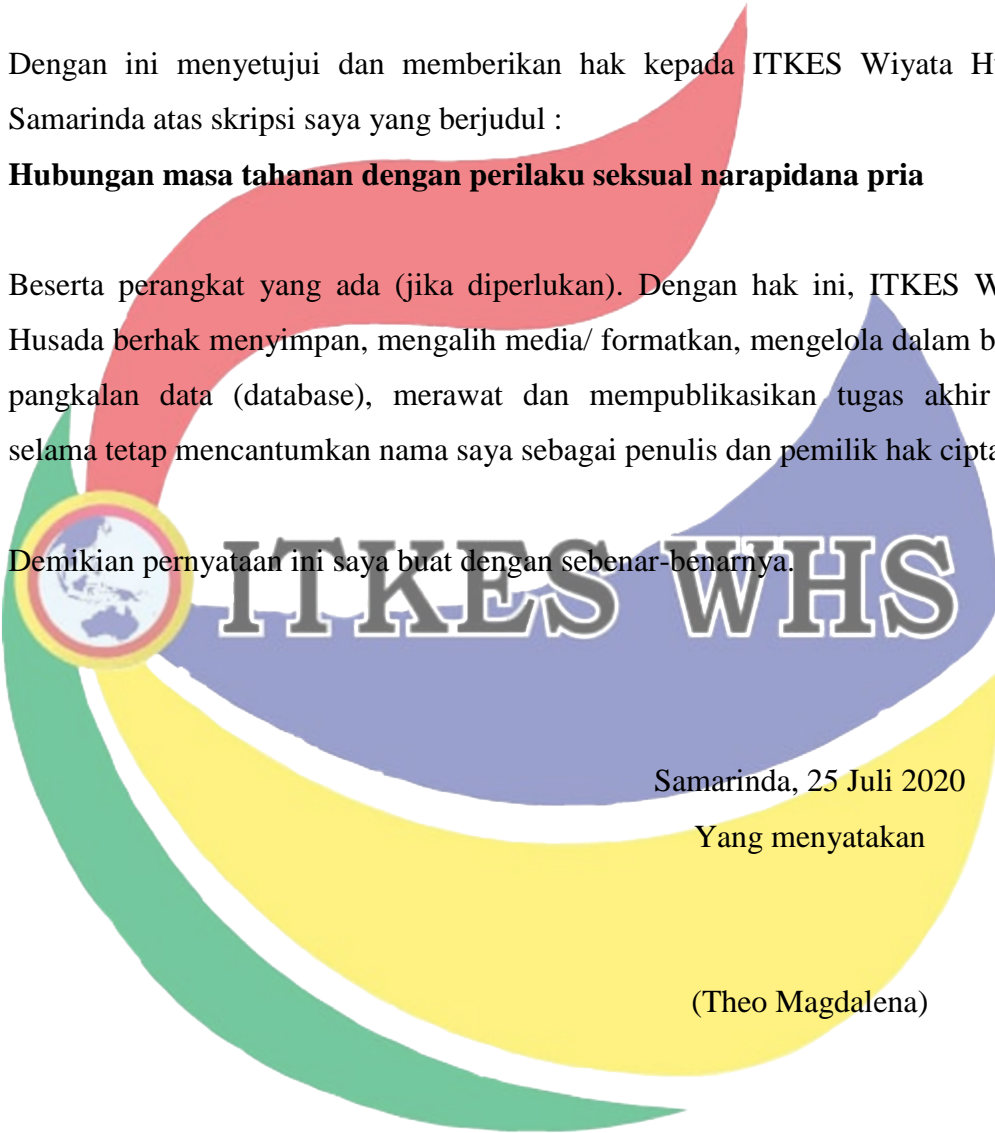 Dengan ini menyetujui dan memberikan hak kepada ITKES Wiyata
Samarinda atas skripsi saya yang berjudul :
Hubungan masa tahanan dengan perilaku seksual narapidana pria
Beserta perangkat yang ada (jika diperlukan). Dengan hak ini, ITKES
Husada berhak menyimpan, mengalih media/ formatkan, mengelola dalam
pangkalan data (database), merawat dan mempublikasikan tugas akhir
selama tetap mencantumkan nama saya sebagai penulis dan pemilik hak cipta
Demikian pernyataan ini saya buat dengan sebenar-benarnya.
ITKES WHS
Samarinda, 25 Juli 2020
Yang menyatakan
(Theo Magdalena)